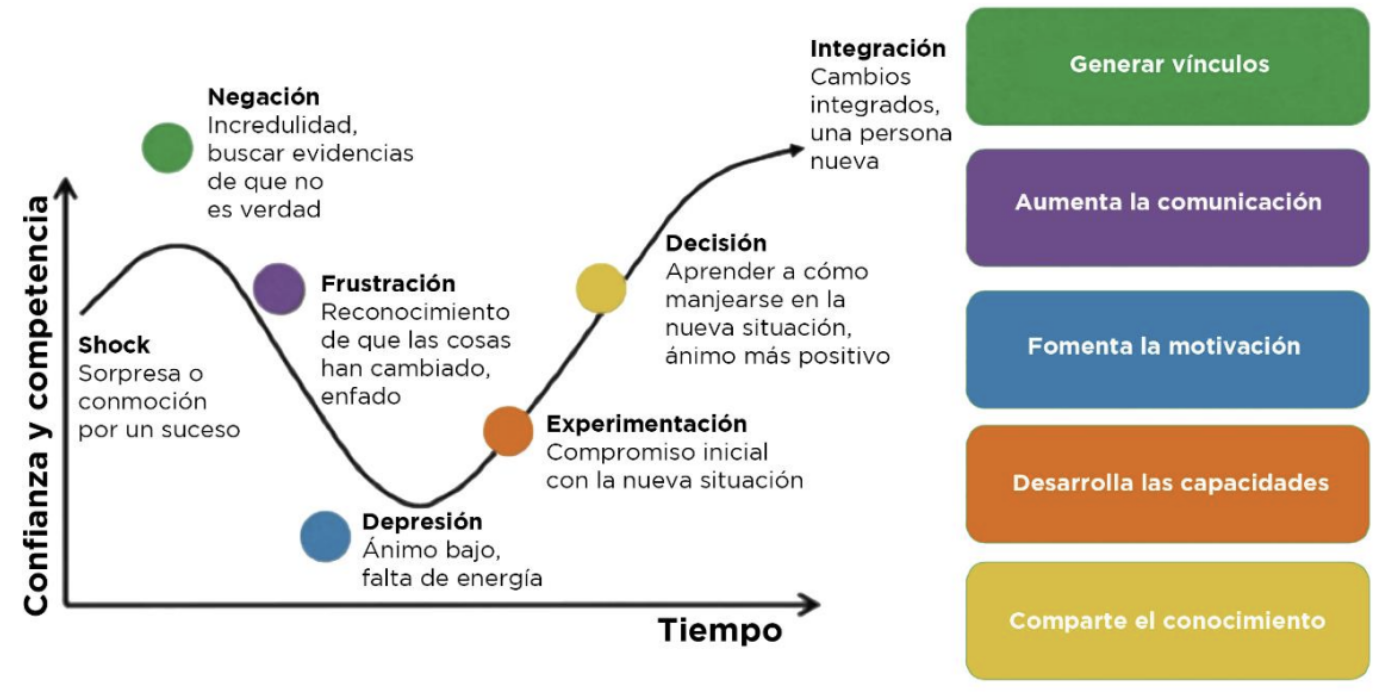 Confianza y competencia
Shock
Sorpresa o
conmoción
por un suceso
Negación
Incredulidad,
buscar evidencias
de que no
es verdad
Frustración
Reconocimiento
de que las cosas
han cambiado,
enfado
Depresión
Ánimo bajo,
falta de energía
Experimentación
Compromiso inicial
con la nueva situación
Decisión
Aprender a cómo
manjearse en la
nueva situación,
ánimo más positivo
Integración
Cambios
integrados,
una persona
nueva
Tiempo
Generar vínculos
Aumenta la comunicación
Fomenta la motivación
Desarrolla las capacidades
Comparte el conocimiento